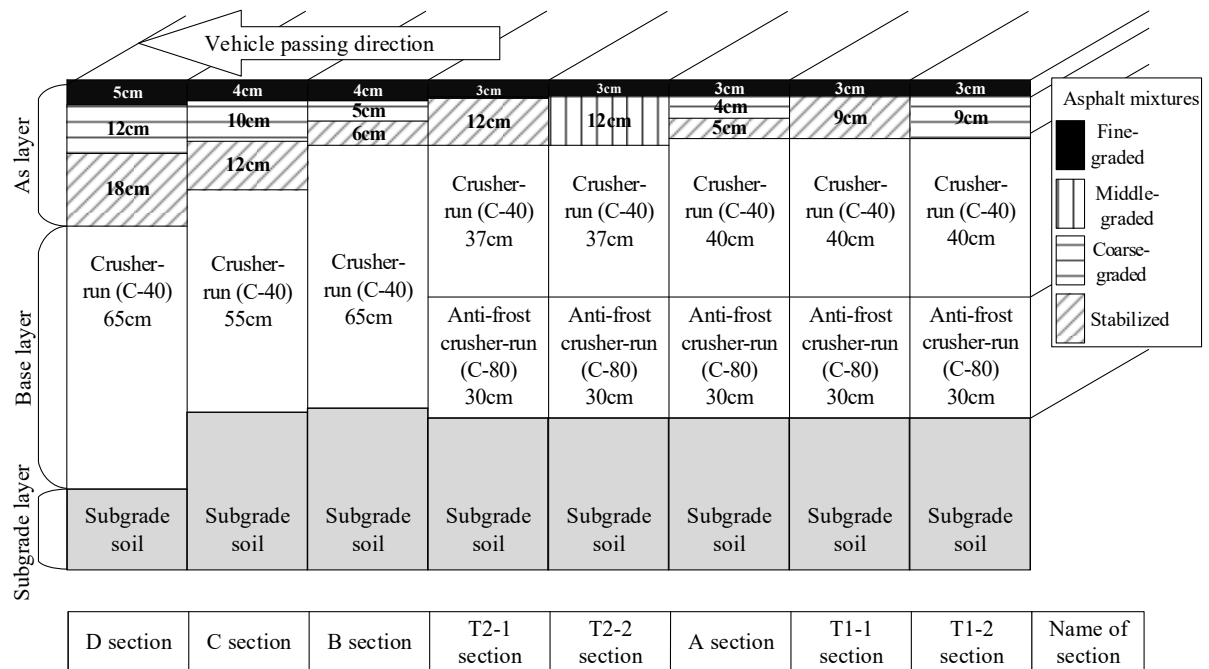 Vehicle passing direction
As layer
Base layer
Subgrade layer
5cm
12cm
18cm
Crusher-
run (C-40)
65cm
Subgrade
soil
4cm
10cm
12cm
Crusher-
run (C-40)
55cm
Subgrade
soil
4cm
5cm
6cm
Crusher-
run (C-40)
65cm
Subgrade
soil
3cm
12cm
Crusher-
run (C-40)
37cm
Anti-frost
crusher-run
(C-80)
30cm
Subgrade
soil
3cm
12cm
Crusher-
run (C-40)
37cm
Anti-frost
crusher-run
(C-80)
30cm
Subgrade
soil
3cm
4cm
5cm
Crusher-
run (C-40)
40cm
Anti-frost
crusher-run
(C-80)
30cm
Subgrade
soil
3cm
9cm
Crusher-
run (C-40)
40cm
Anti-frost
crusher-run
(C-80)
30cm
Subgrade
soil
3cm
9cm
Crusher-
run (C-40)
40cm
Anti-frost
crusher-run
(C-80)
30cm
Subgrade
soil
Asphalt mixtures
Fine-
graded
Middle-
graded
Coarse-
graded
Stabilized
D section
C section
B section
T2-1
section
T2-2
section
A section
T1-1
section
T1-2
section
Name of
section